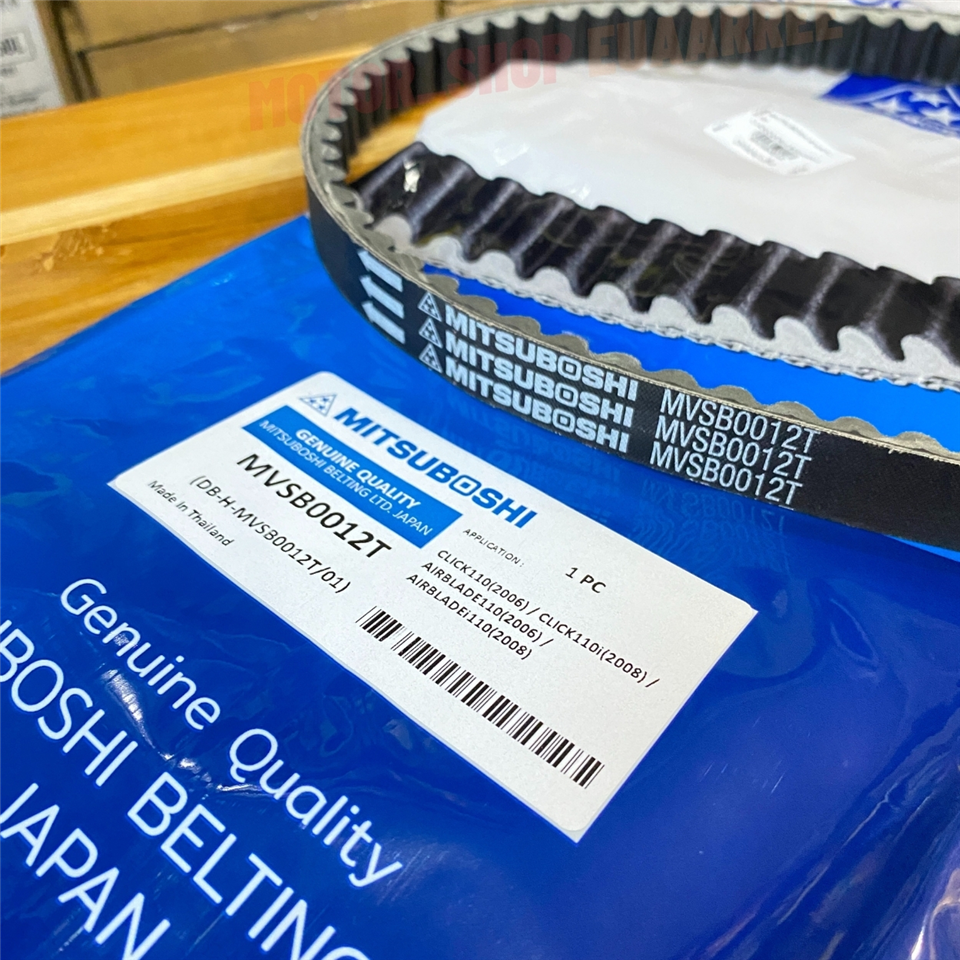 MOTOR SHOP
MITSUBOSHI MVSB0012T
MITSUBOSHI MVSB0012T
MITSUBOSHI MVSB0012T
MITSUBOSHI
GENUINE QUALITY
MITSUBOSHI BELTING LTD. JAPAN
MVSB0012T
(DB-H-MVSB0012T/01)
Made in Thailand
APPLICATION :
1 PC
CLICK110(2006) / CLICK110i(2008) /
AIRBLADE110(2006) /
AIRBLADEi110(2008)
Genuine Quality
UBOSHI BELTING
JAPAN